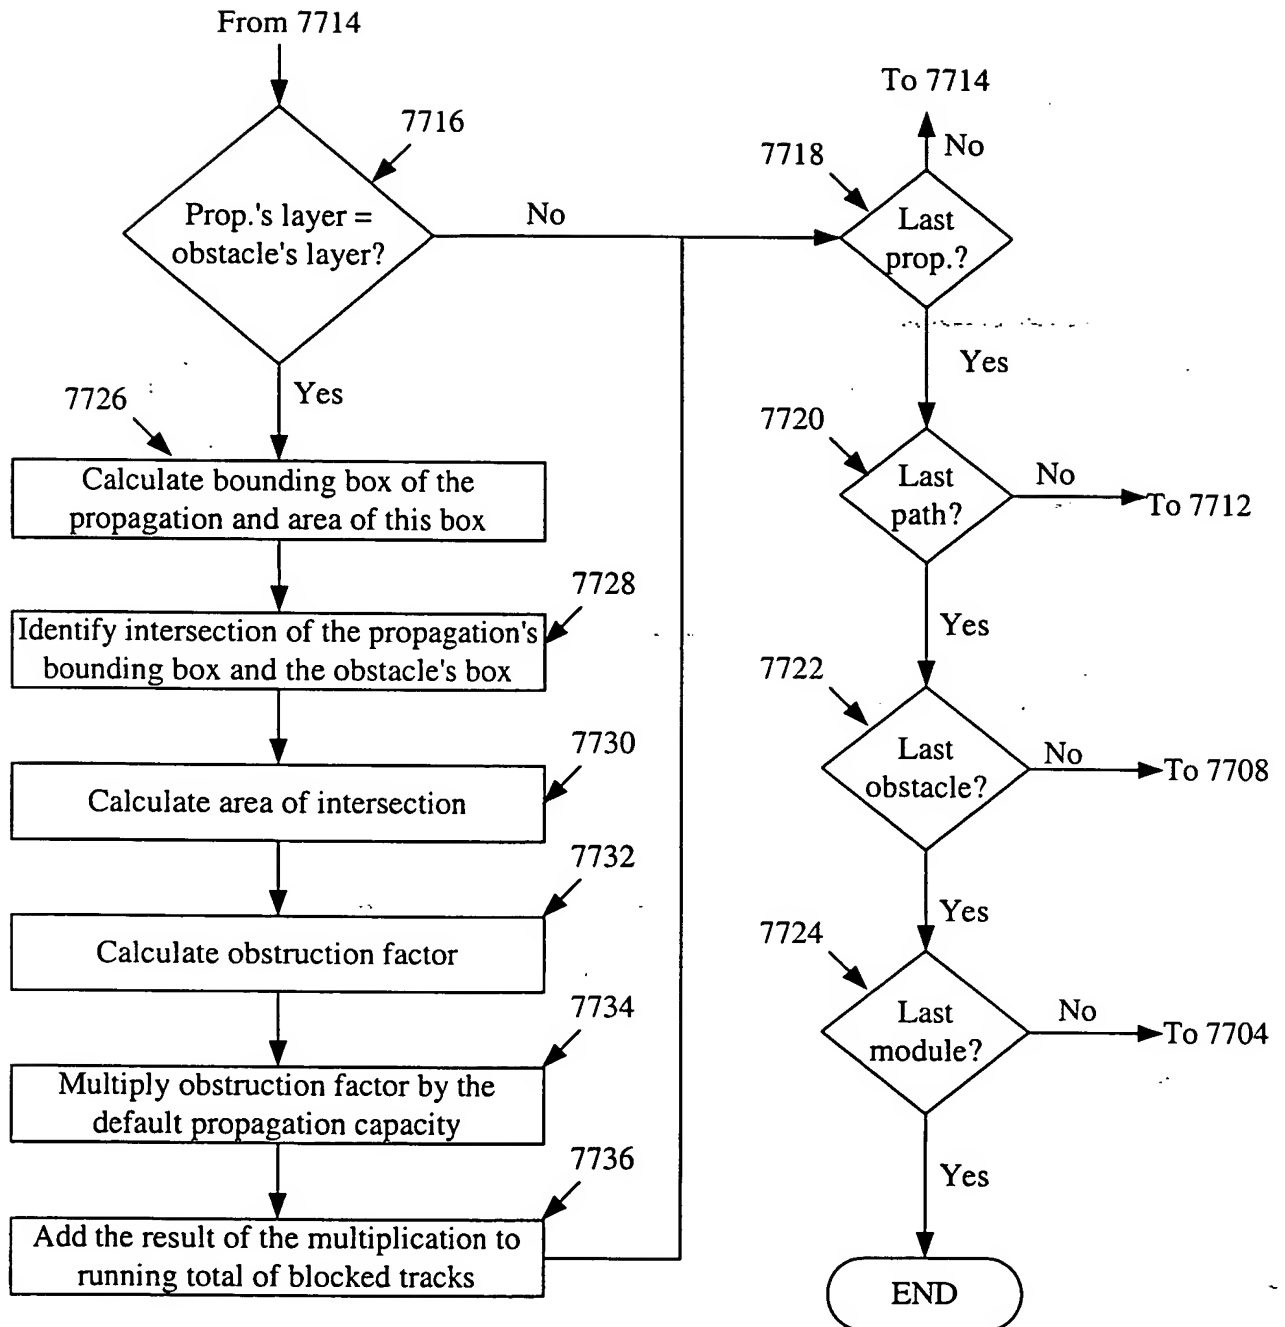 From 7714
7716
Prop.'s layer =
obstacle's layer?
No
Yes
7726
Calculate bounding box of the
propagation and area of this box
7728
Identify intersection of the propagation's
bounding box and the obstacle's box
7730
Calculate area of intersection
7732
Calculate obstruction factor
7734
Multiply obstruction factor by the
default propagation capacity
7736
Add the result of the multiplication to
running total of blocked tracks
To 7714
No
7718
Last
prop.?
Yes
7720
Last
path?
No
To 7712
Yes
7722
Last
obstacle?
No
To 7708
Yes
7724
Last
module?
No
To 7704
Yes
END